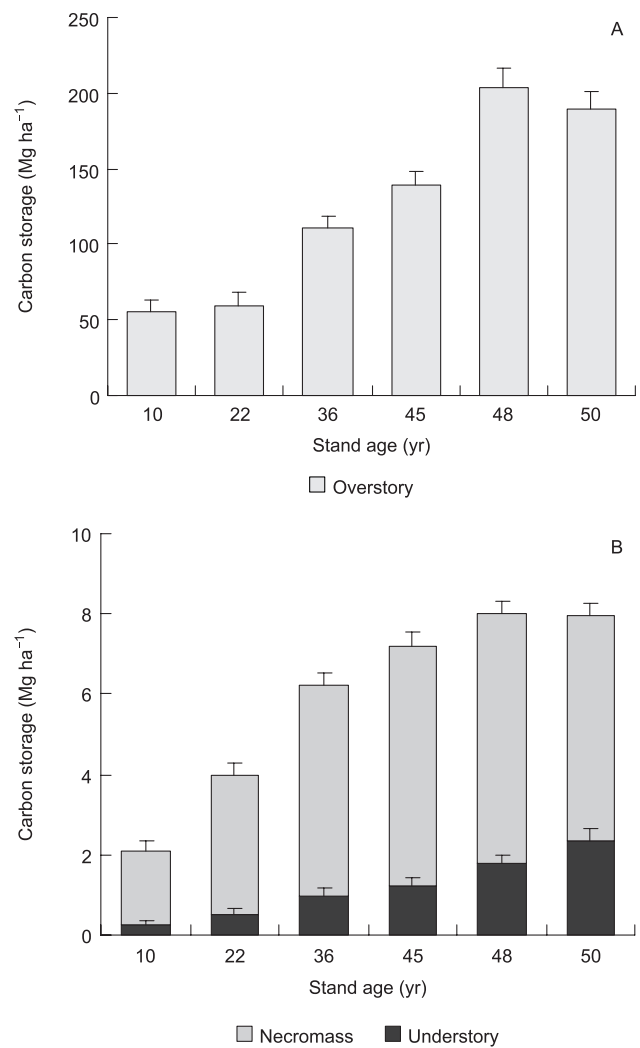 A
Carbon storage (Mg ha⁻¹)
250
200
150
100
50
0
10 22 36 45 48 50
Stand age (yr)
Overstory
B
Carbon storage (Mg ha⁻¹)
10
8
6
4
2
0
10 22 36 45 48 50
Stand age (yr)
Necromass Understory